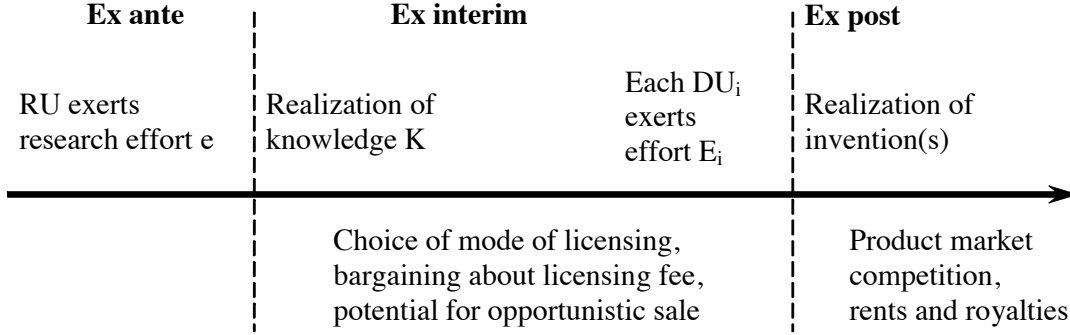 Ex ante
Ex interim
Ex post
RU exerts
research effort e
Realization of
knowledge K
Each DUi
exerts
effort Ei
Realization of
invention(s)
Choice of mode of licensing,
bargaining about licensing fee,
potential for opportunistic sale
Product market
competition,
rents and royalties